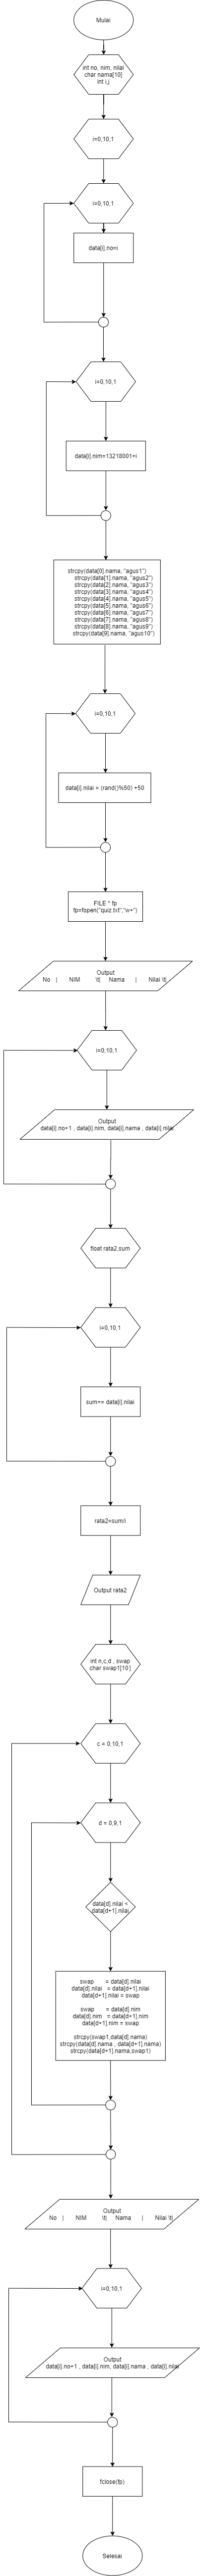 Mulai
int no, nim, nilai
char nama[10]
int i,j
i=0,10,1
i=0,10,1
data[i].no=i
i=0,10,1
data[i].nim=13218001+i
strcpy(data[0].nama, "agus1")
strcpy(data[1].nama, "agus2")
strcpy(data[2].nama, "agus3")
strcpy(data[3].nama, "agus4")
strcpy(data[4].nama, "agus5")
strcpy(data[5].nama, "agus6")
strcpy(data[6].nama, "agus7")
strcpy(data[7].nama, "agus8")
strcpy(data[8].nama, "agus9")
strcpy(data[9].nama, "agus10")
i=0,10,1
data[i].nilai = (rand()%50) +50
FILE * fp
fp=fopen("quiz.txt","w+")
Output
No | NIM \t| Nama | Nilai \t|
i=0,10,1
Output
data[i].no+1 , data[i].nim, data[i].nama , data[i].nilai
float rata2,sum
i=0,10,1
sum+= data[i].nilai
rata2=sum/i
Output rata2
int n,c,d , swap
char swap1[10]
c = 0,10,1
d = 0,9,1
data[d].nilai <
data[d+1].nilai
swap = data[d].nilai
data[d].nilai = data[d+1].nilai
data[d+1].nilai = swap
swap = data[d].nim
data[d].nim = data[d+1].nim
data[d+1].nim = swap
strcpy(swap1,data[d].nama)
strcpy(data[d].nama , data[d+1].nama)
strcpy(data[d+1].nama,swap1)
Output
No | NIM \t| Nama | Nilai \t|
i=0,10,1
Output
data[i].no+1 , data[i].nim, data[i].nama , data[i].nilai
fclose(fp)
Selesai